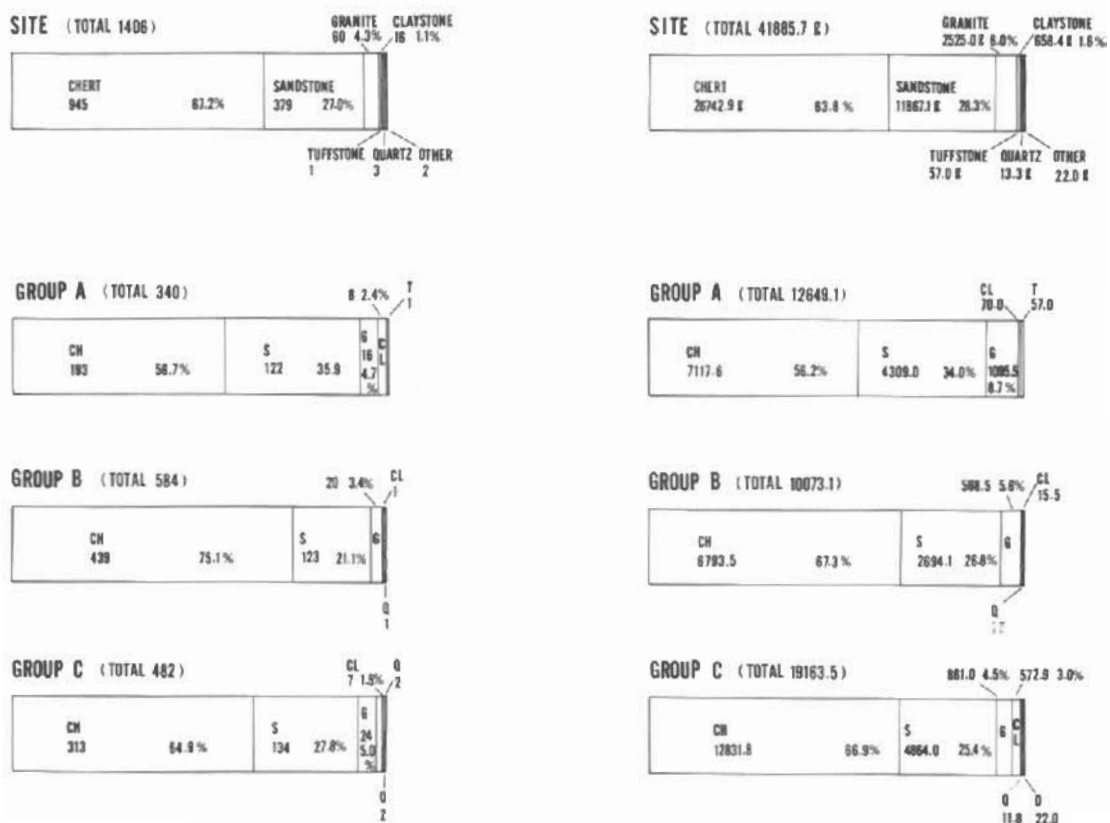 SITE (TOTAL 1406)
GRANITE CLAYSTONE
60 4.3% 16 1.1%
CHERT SANDSTONE
945 67.2% 379 27.0%
TUFFSTONE QUARTZ OTHER
1 3 2
SITE (TOTAL 41885.7 g)
GRANITE CLAYSTONE
2525.0 g 6.0% 658.4 g 1.6%
CHERT SANDSTONE
26742.9 g 63.8% 11867.1 g 28.3%
TUFFSTONE QUARTZ OTHER
57.0 g 13.3 g 22.0 g
GROUP A (TOTAL 340)
8 2.4% T
1
CH S G CL
193 56.7% 122 35.9 16
4.7
%
GROUP A (TOTAL 12649.1)
CL T
70.0 57.0
CH S G
7117.6 56.2% 4309.0 34.0% 1095.5
8.7%
GROUP B (TOTAL 584)
20 3.4% CL
1
CH S G
439 75.1% 123 21.1%
Q
1
GROUP B (TOTAL 10073.1)
568.5 5.6% CL
15.5
CH S G
6793.5 67.3% 2694.1 26.8%
Q
GROUP C (TOTAL 482)
CL Q
7 1.5% 2
CH S G
313 64.9% 134 27.8% 24
5.0
%
O
2
GROUP C (TOTAL 19163.5)
861.0 4.5% 572.9 3.0%
CH S G CL
12831.8 66.9% 4864.0 25.4%
Q O
11.8 22.0